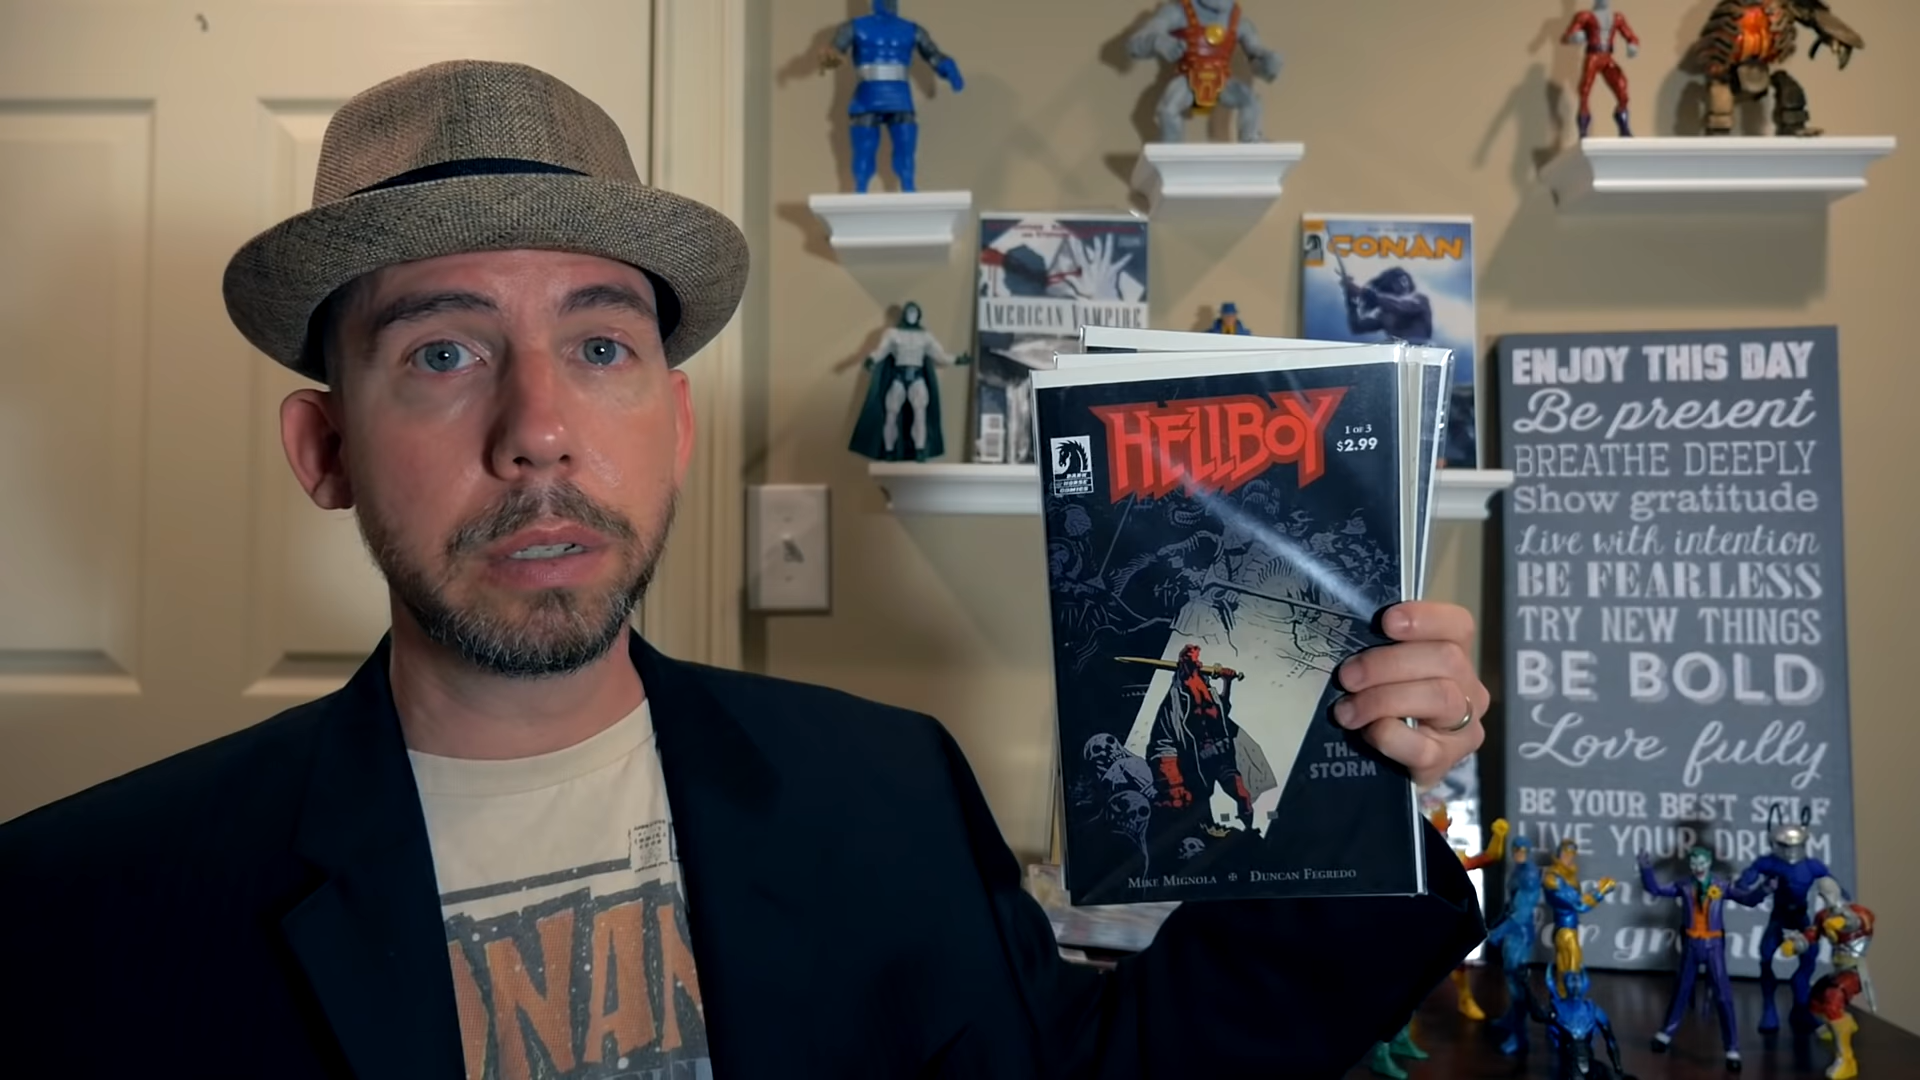 AMERICAN VAMPIRE
CONAN
HELLBOY
1 OF 3
$2.99
DARK
HORSE
COMICS
THE
STORM
MIKE MIGNOLA
DUNCAN FEGREDO
ENJOY THIS DAY
Be present
BREATHE DEEPLY
Show gratitude
Live with intention
BE FEARLESS
TRY NEW THINGS
BE BOLD
Love fully
BE YOUR BEST SELF
LIVE YOUR DREAM
ONAN